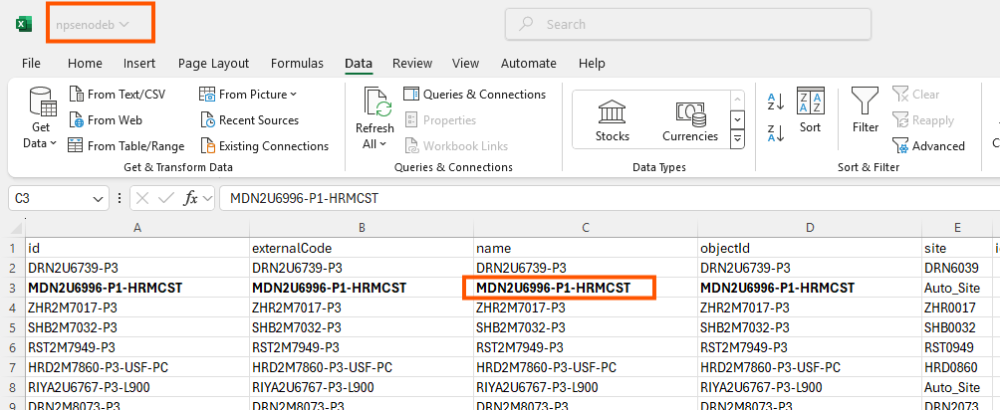 npsenodeb
Search
File Home Insert Page Layout Formulas Data Review View Automate Help
Get Data
From Text/CSV
From Web
From Table/Range
From Picture
Recent Sources
Existing Connections
Get & Transform Data
Refresh All
Queries & Connections
Properties
Workbook Links
Queries & Connections
Stocks
Currencies
Data Types
Sort
Filter
Clear
Reapply
Advanced
Sort & Filter
C3 fx MDN2U6996-P1-HRMCST
A B C D E
1 id externalCode name objectId site
2 DRN2U6739-P3 DRN2U6739-P3 DRN2U6739-P3 DRN2U6739-P3 DRN6039
3 MDN2U6996-P1-HRMCST MDN2U6996-P1-HRMCST MDN2U6996-P1-HRMCST MDN2U6996-P1-HRMCST Auto_Site
4 ZHR2M7017-P3 ZHR2M7017-P3 ZHR2M7017-P3 ZHR2M7017-P3 ZHR0017
5 SHB2M7032-P3 SHB2M7032-P3 SHB2M7032-P3 SHB2M7032-P3 SHB0032
6 RST2M7949-P3 RST2M7949-P3 RST2M7949-P3 RST2M7949-P3 RST0949
7 HRD2M7860-P3-USF-PC HRD2M7860-P3-USF-PC HRD2M7860-P3-USF-PC HRD2M7860-P3-USF-PC HRD0860
8 RIYA2U6767-P3-L900 RIYA2U6767-P3-L900 RIYA2U6767-P3-L900 RIYA2U6767-P3-L900 Auto_Site
9 DRN2M8073-P3 DRN2M8073-P3 DRN2M8073-P3 DRN2M8073-P3 DRN2073